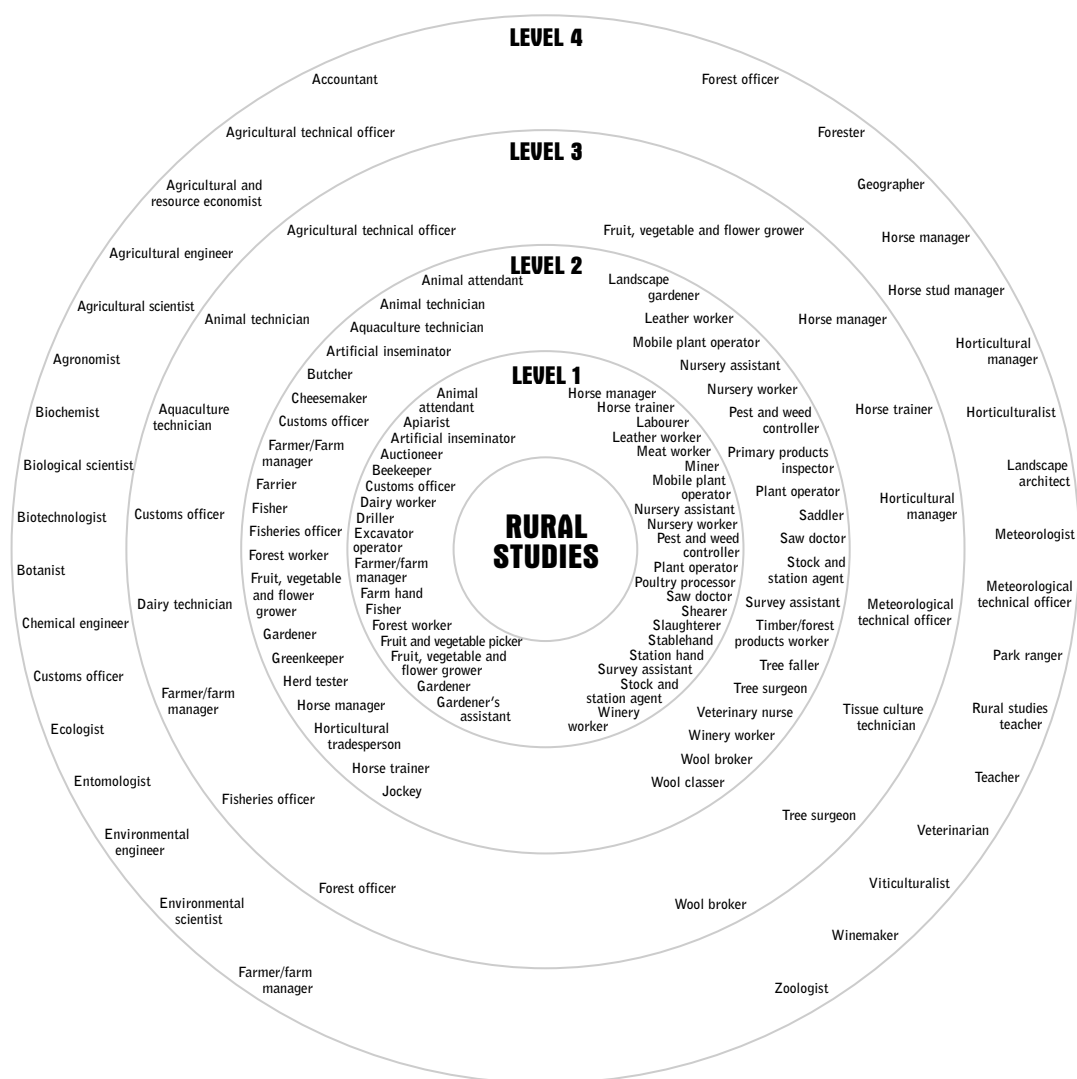 LEVEL 4
Accountant
Agricultural technical officer
Agricultural and
resource economist
Agricultural engineer
Agricultural scientist
Agronomist
Biochemist
Biological scientist
Biotechnologist
Botanist
Chemical engineer
Customs officer
Ecologist
Entomologist
Environmental
engineer
Environmental
scientist
Farmer/farm
manager
Forest officer
Forester
Geographer
Horse manager
Horse stud manager
Horticultural
manager
Horticulturalist
Landscape
architect
Meteorologist
Meteorological
technical officer
Park ranger
Rural studies
teacher
Teacher
Veterinarian
Viticulturalist
Winemaker
Zoologist
LEVEL 3
Agricultural technical officer
Animal technician
Aquaculture
technician
Customs officer
Dairy technician
Farmer/farm
manager
Fisheries officer
Forest officer
Fruit, vegetable and flower grower
Horse manager
Horse trainer
Horticultural
manager
Meteorological
technical officer
Tissue culture
technician
Tree surgeon
Wool broker
LEVEL 2
Animal attendant
Animal technician
Aquaculture technician
Artificial inseminator
Butcher
Cheesemaker
Customs officer
Farmer/Farm
manager
Farrier
Fisher
Fisheries officer
Forest worker
Fruit, vegetable
and flower
grower
Gardener
Greenkeeper
Herd tester
Horse manager
Horticultural
tradesperson
Horse trainer
Jockey
Landscape
gardener
Leather worker
Mobile plant operator
Nursery assistant
Nursery worker
Pest and weed
controller
Primary products
inspector
Plant operator
Saddler
Saw doctor
Stock and
station agent
Survey assistant
Timber/forest
products worker
Tree faller
Tree surgeon
Veterinary nurse
Winery worker
Wool broker
Wool classer
LEVEL 1
Animal
attendant
Apiarist
Artificial inseminator
Auctioneer
Beekeeper
Customs officer
Dairy worker
Driller
Excavator
operator
Farmer/farm
manager
Farm hand
Fisher
Forest worker
Fruit and vegetable picker
Fruit, vegetable and
flower grower
Gardener
Gardener's
assistant
Horse manager
Horse trainer
Labourer
Leather worker
Meat worker
Miner
Mobile plant
operator
Nursery assistant
Nursery worker
Pest and weed
controller
Plant operator
Poultry processor
Saw doctor
Shearer
Slaughterer
Stablehand
Station hand
Survey assistant
Stock and
station agent
Winery
worker
RURAL
STUDIES